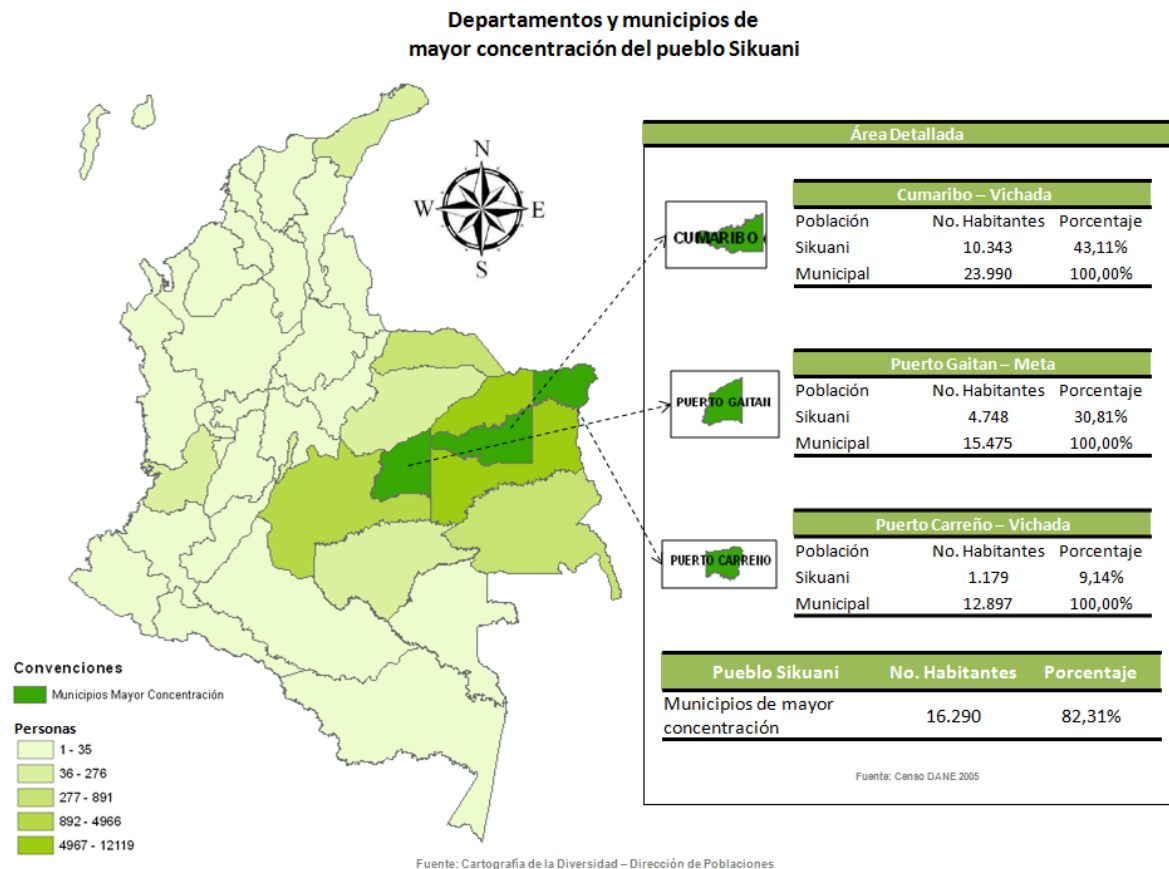 Departamentos y municipios de
mayor concentración del pueblo Sikuani
N
W E
S
Área Detallada
CUMARIBO
Cumaribo – Vichada
Población No. Habitantes Porcentaje
Sikuani 10.343 43,11%
Municipal 23.990 100,00%
PUERTO GAITAN
Puerto Gaitan – Meta
Población No. Habitantes Porcentaje
Sikuani 4.748 30,81%
Municipal 15.475 100,00%
PUERTO CARREÑO
Puerto Carreño – Vichada
Población No. Habitantes Porcentaje
Sikuani 1.179 9,14%
Municipal 12.897 100,00%
Pueblo Sikuani No. Habitantes Porcentaje
Municipios de mayor
concentración 16.290 82,31%
Fuente: Censo DANE 2005
Convenciones
Municipios Mayor Concentración
Personas
1 - 35
36 - 276
277 - 891
892 - 4966
4967 - 12119
Fuente: Cartografía de la Diversidad – Dirección de Poblaciones